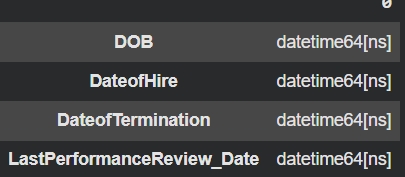 0
DOB datetime64[ns]
DateofHire datetime64[ns]
DateofTermination datetime64[ns]
LastPerformanceReview_Date datetime64[ns]